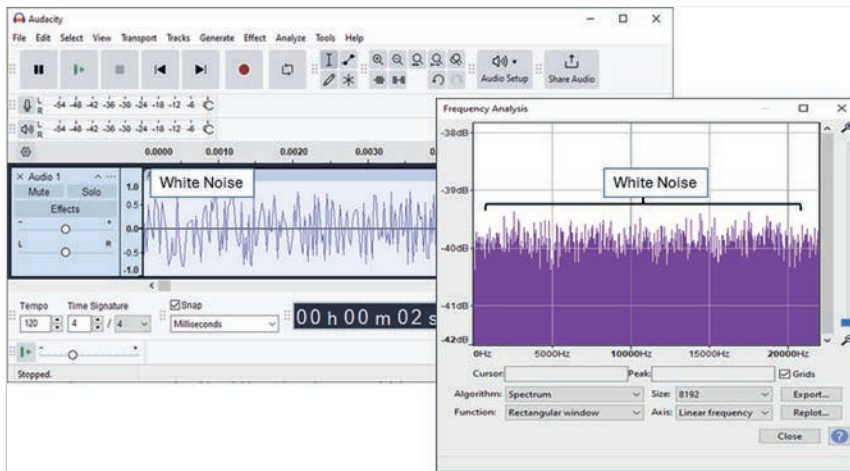 Audacity
File Edit Select View Transport Tracks Generate Effect Analyze Tools Help
Audio Setup
Share Audio
L
R
-54 -48 -42 -36 -30 -24 -18 -12 -6
L
R
-54 -48 -42 -36 -30 -24 -18 -12 -6
0.0000 0.0010 0.0020 0.0030
Audio 1
Mute Solo
Effects
- +
L R
1.0
0.5
0.0
-0.5
-1.0
White Noise
Tempo Time Signature Snap
120 4 / 4 Milliseconds
00 h 00 m 02 s
- +
Stopped.
Frequency Analysis
-38dB
-39dB
-40dB
-41dB
-42dB
White Noise
0Hz 5000Hz 10000Hz 15000Hz 20000Hz
Cursor: Peak: Grids
Algorithm: Spectrum Size: 8192 Export...
Function: Rectangular window Axis: Linear frequency Replot...
Close ?